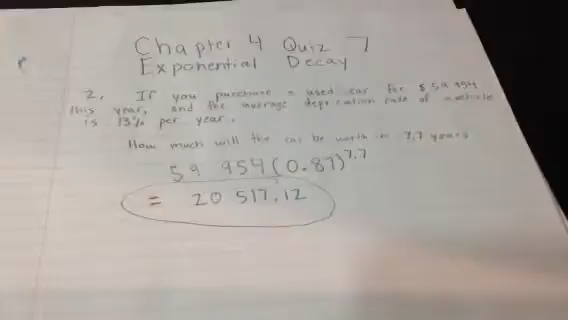 Chapter 4 Quiz 7
Exponential Decay
2. If you purchase a used car for $59 954
this year, and the average depreciation rate of a vehicle
is 13% per year.
How much will the car be worth in 7.7 years
59 954(0.87)^7.7
= 20 517.12